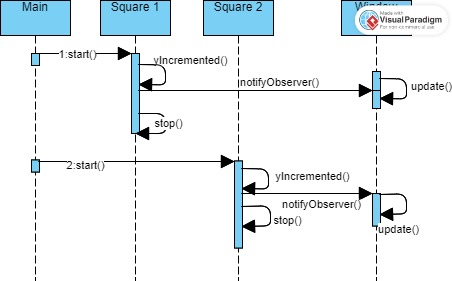 Main
Square 1
Square 2
Window
Made with
Visual Paradigm
For non-commercial use
1:start()
yIncremented()
notifyObserver()
update()
stop()
2:start()
yIncremented()
notifyObserver()
stop()
update()